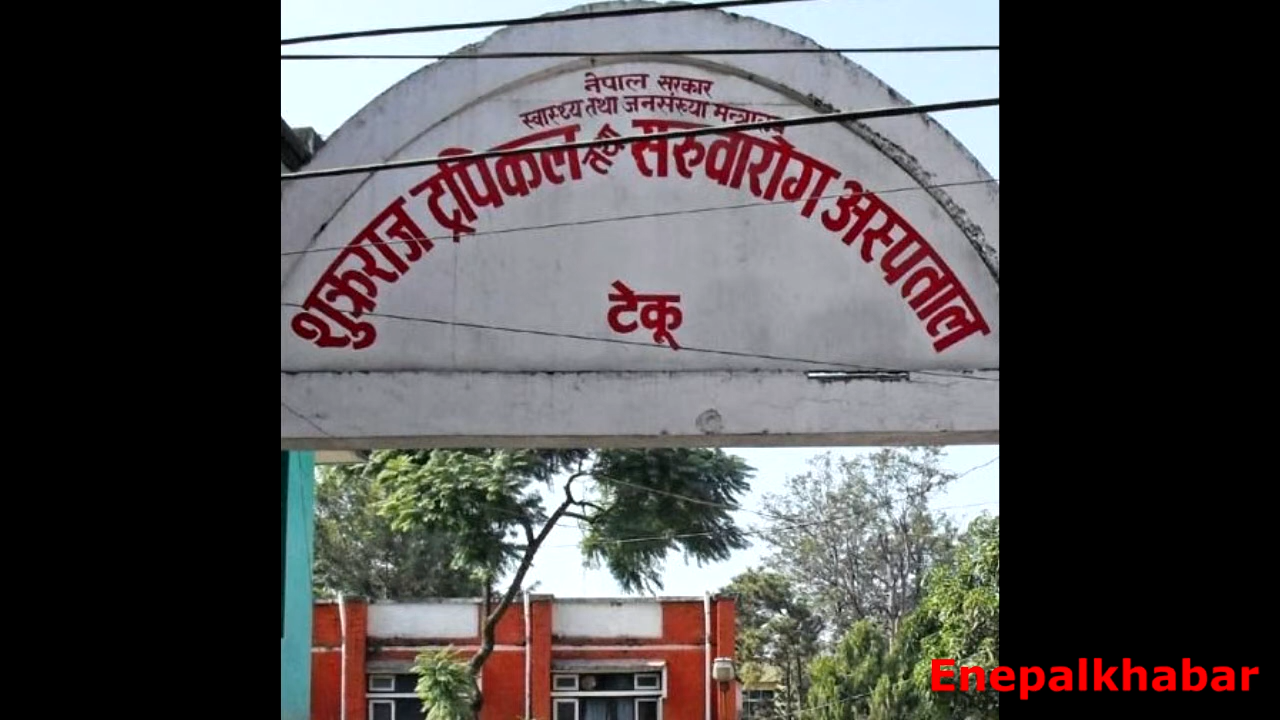 नेपाल सरकार
स्वास्थ्य तथा जनसंख्या मन्त्रालय
शुक्रराज ट्रपिकल तथा सरुवारोग अस्पताल
टेकू
Enepalkhabar